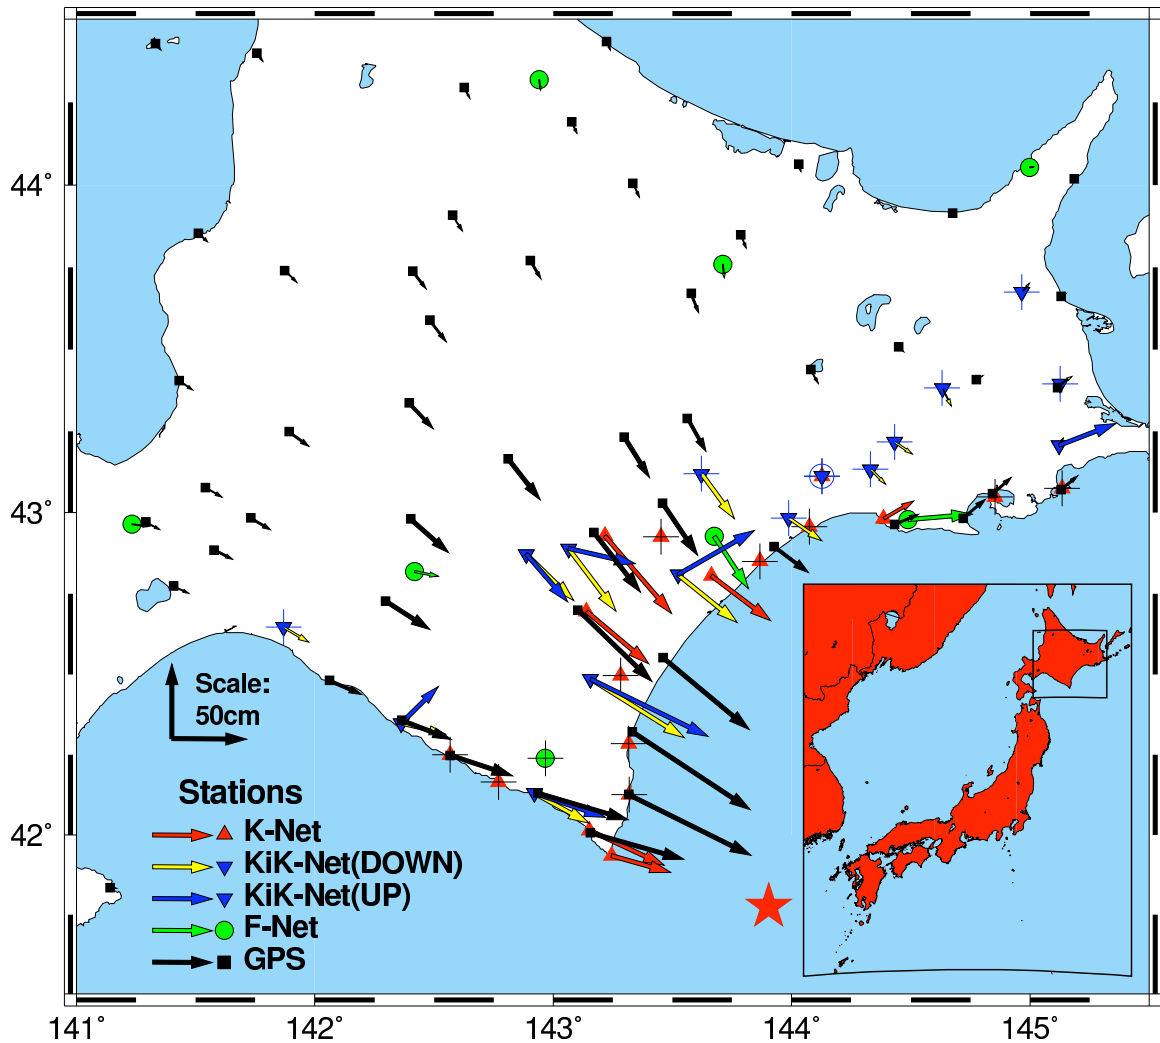 44°
43°
42°
Scale:
50cm
Stations
K-Net
KiK-Net(DOWN)
KiK-Net(UP)
F-Net
GPS
141° 142° 143° 144° 145°